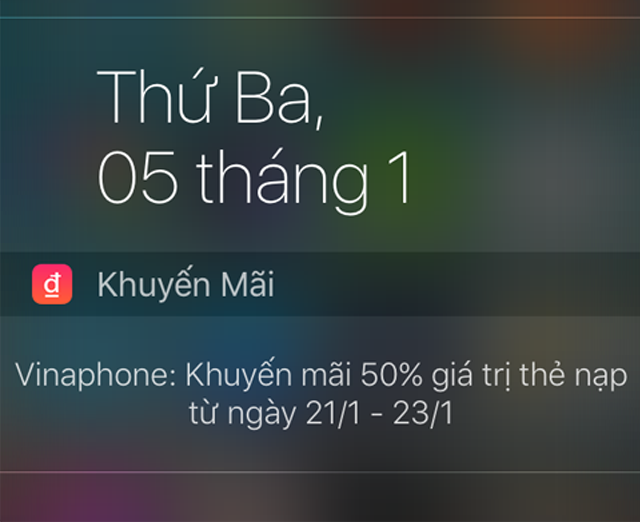 Thứ Ba,
05 tháng 1
đ Khuyến Mãi
Vinaphone: Khuyến mãi 50% giá trị thẻ nạp
từ ngày 21/1 - 23/1